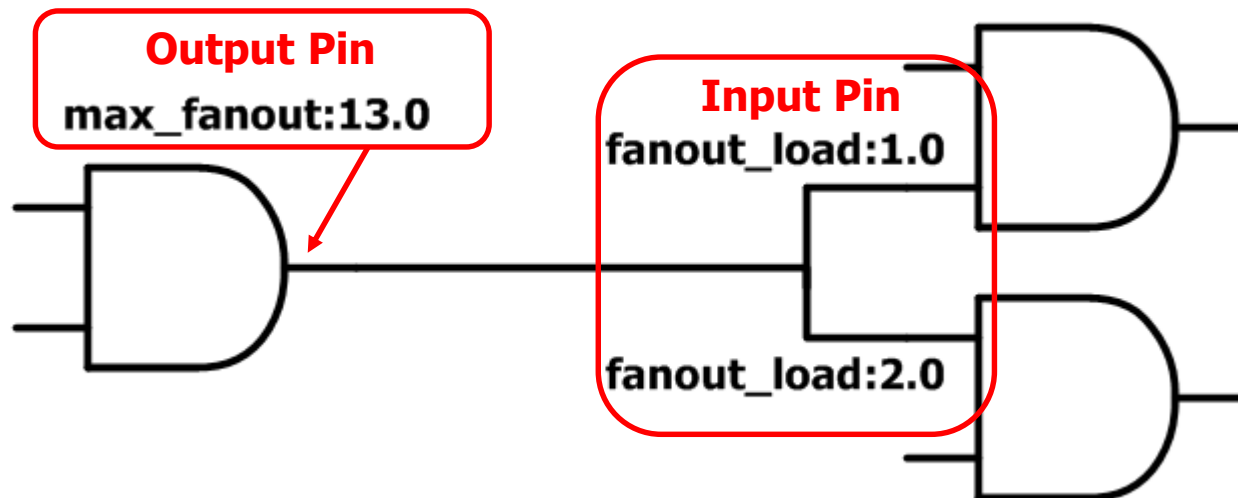 Output Pin
max_fanout:13.0
Input Pin
fanout_load:1.0
fanout_load:2.0